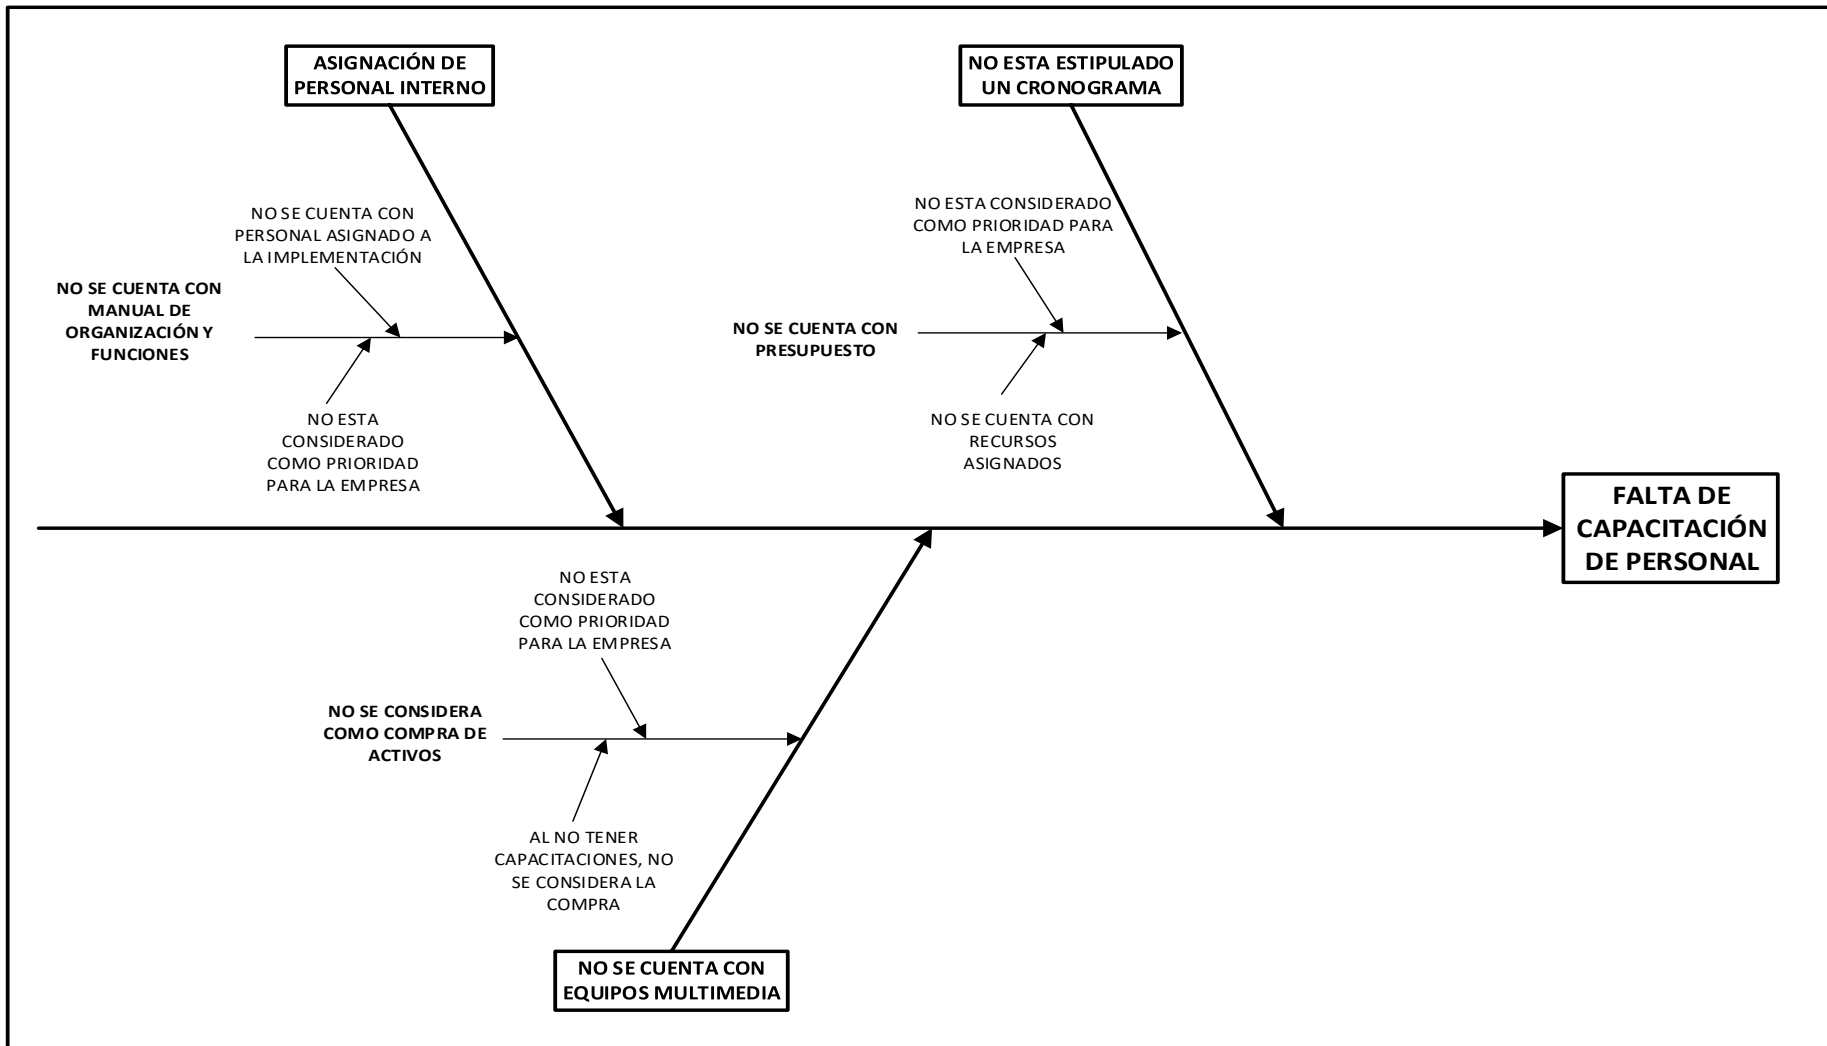 ASIGNACIÓN DE
PERSONAL INTERNO
NO ESTA ESTIPULADO
UN CRONOGRAMA
NO SE CUENTA CON
PERSONAL ASIGNADO A
LA IMPLEMENTACIÓN
NO SE CUENTA CON
MANUAL DE
ORGANIZACIÓN Y
FUNCIONES
NO ESTA
CONSIDERADO
COMO PRIORIDAD
PARA LA EMPRESA
NO ESTA CONSIDERADO
COMO PRIORIDAD PARA
LA EMPRESA
NO SE CUENTA CON
PRESUPUESTO
NO SE CUENTA CON
RECURSOS
ASIGNADOS
FALTA DE
CAPACITACIÓN
DE PERSONAL
NO ESTA
CONSIDERADO
COMO PRIORIDAD
PARA LA EMPRESA
NO SE CONSIDERA
COMO COMPRA DE
ACTIVOS
AL NO TENER
CAPACITACIONES, NO
SE CONSIDERA LA
COMPRA
NO SE CUENTA CON
EQUIPOS MULTIMEDIA